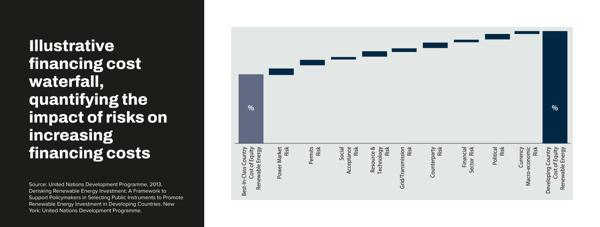 Illustrative
financing cost
waterfall,
quantifying the
impact of risks on
increasing
financing costs
Source: United Nations Development Programme, 2013.
Derisking Renewable Energy Investment: A Framework to
Support Policymakers in Selecting Public Instruments to Promote
Renewable Energy Investment in Developing Countries. New
York: United Nations Development Programme.
%
%
Best-in-Class Country
Cost of Equity
Renewable Energy
Power Market
Risk
Permits
Risk
Social
Acceptance
Risk
Resource &
Technology
Risk
Grid/Transmission
Risk
Counterparty
Risk
Financial
Sector Risk
Political
Risk
Currency
Macro-economic
Risk
Developing Country
Cost of Equity
Renewable Energy